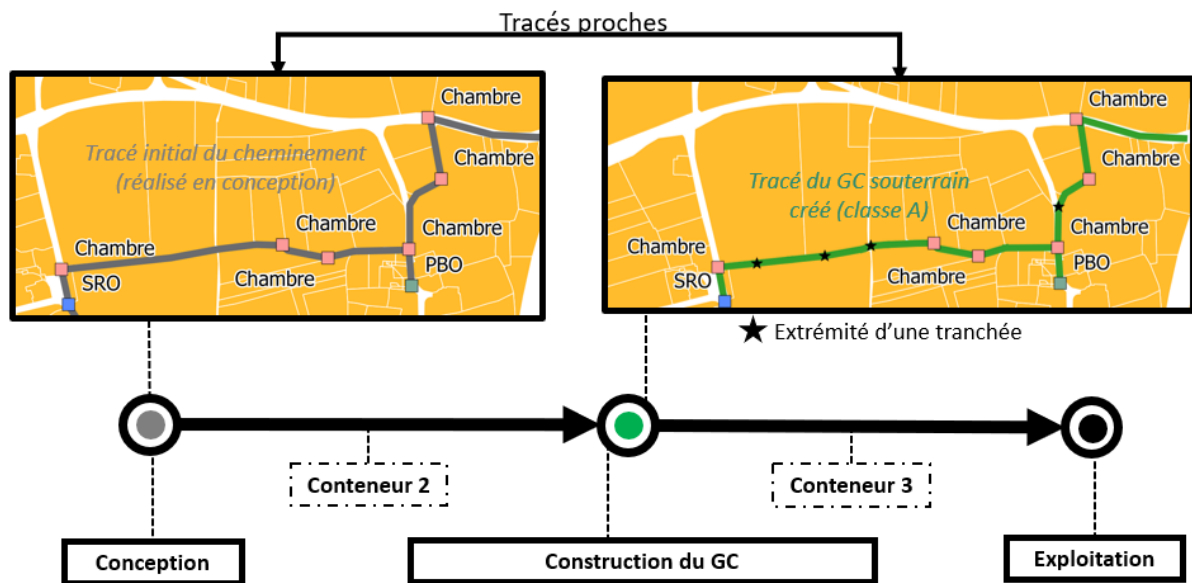 Tracés proches
Chambre
Tracé initial du cheminement
(réalisé en conception)
Chambre
Chambre
Chambre
Chambre
Chambre
SRO
PBO
Chambre
Chambre
Tracé du GC souterrain
créé (classe A)
Chambre
Chambre
Chambre
Chambre
SRO
PBO
★ Extrémité d’une tranchée
Conteneur 2
Conteneur 3
Conception
Construction du GC
Exploitation